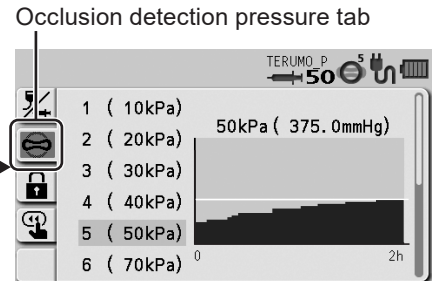 Occlusion detection pressure tab
TERUMO_P
50 5
1 ( 10kPa)
2 ( 20kPa)
3 ( 30kPa)
4 ( 40kPa)
5 ( 50kPa)
6 ( 70kPa)
50kPa( 375.0mmHg)
0 2h